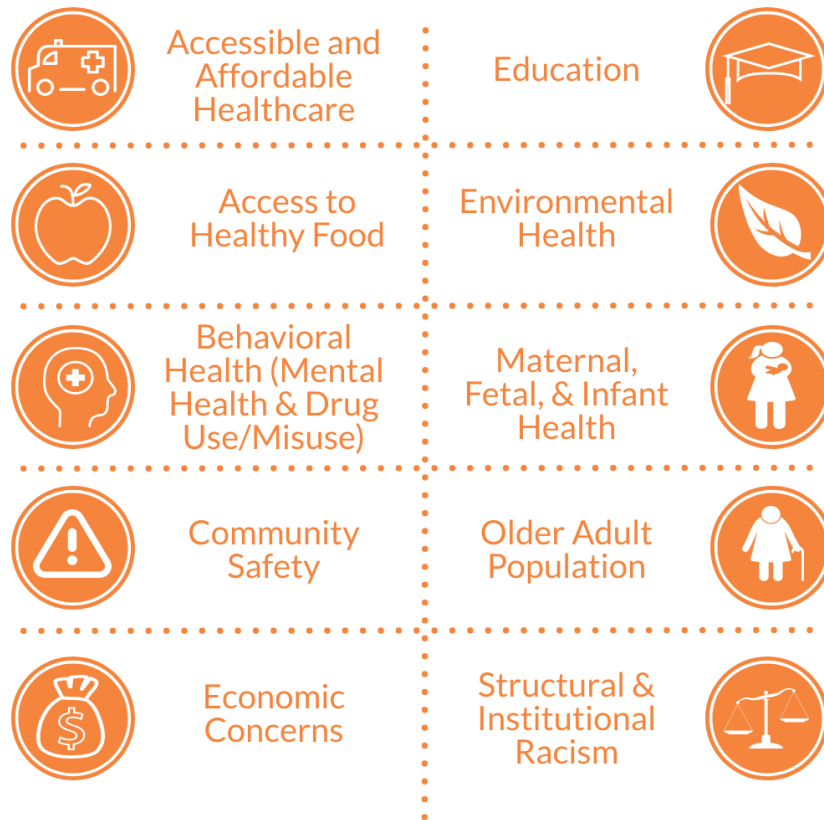 Accessible and
Affordable
Healthcare
Education
Access to
Healthy Food
Environmental
Health
Behavioral
Health (Mental
Health & Drug
Use/Misuse)
Maternal,
Fetal, & Infant
Health
Community
Safety
Older Adult
Population
$
Economic
Concerns
Structural &
Institutional
Racism